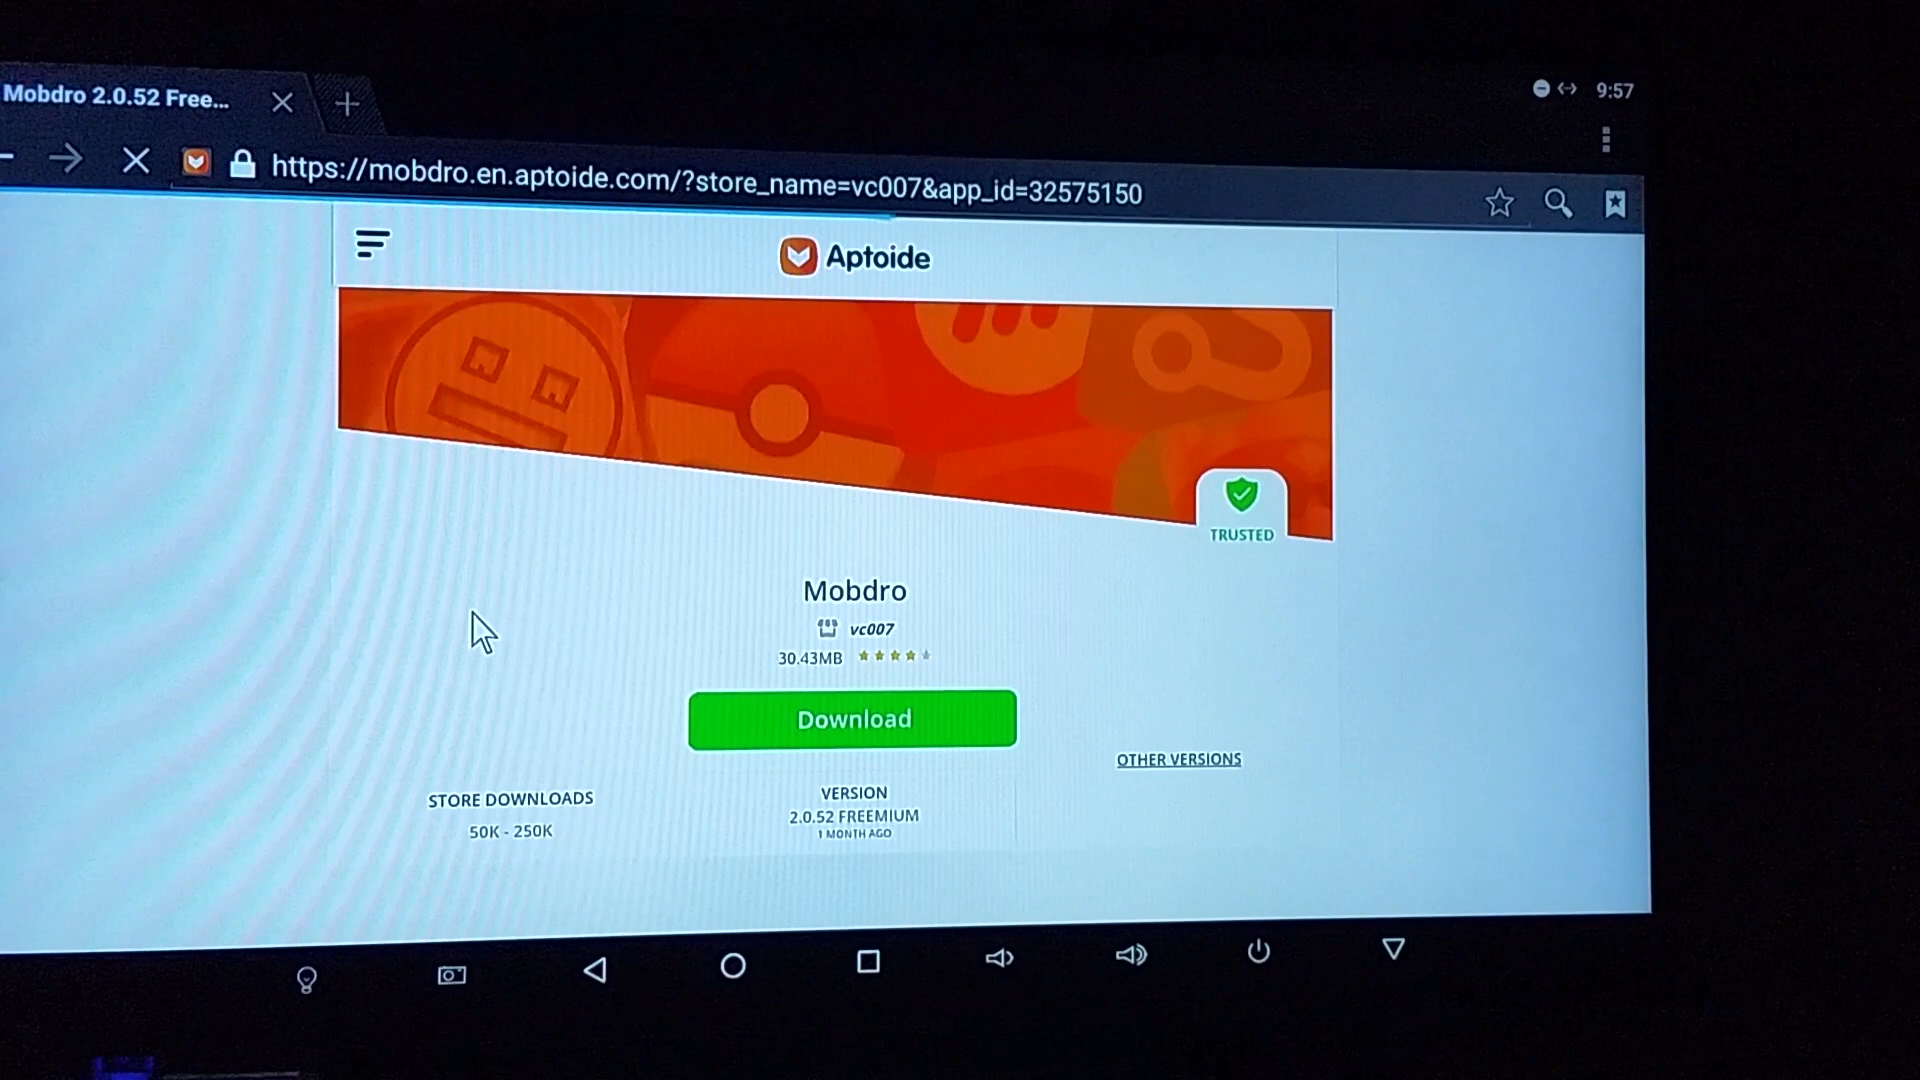 Mobdro 2.0.52 Free...
9:57
https://mobdro.en.aptoide.com/?store_name=vc007&app_id=32575150
Aptoide
TRUSTED
Mobdro
vc007
30.43MB
Download
OTHER VERSIONS
STORE DOWNLOADS
50K - 250K
VERSION
2.0.52 FREEMIUM
1 MONTH AGO